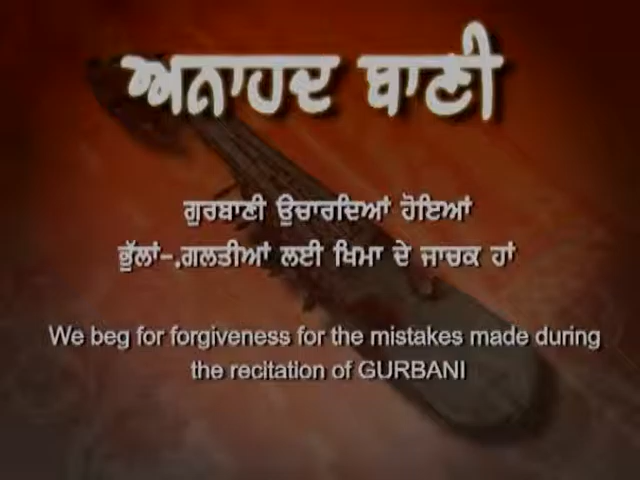 ਅਨਾਹਦ ਬਾਣੀ
ਗੁਰਬਾਣੀ ਉਚਾਰਦਿਆਂ ਹੋਇਆਂ
ਭੁੱਲਾਂ-.ਗਲਤੀਆਂ ਲਈ ਖਿਮਾ ਦੇ ਜਾਚਕ ਹਾਂ
We beg for forgiveness for the mistakes made during
the recitation of GURBANI